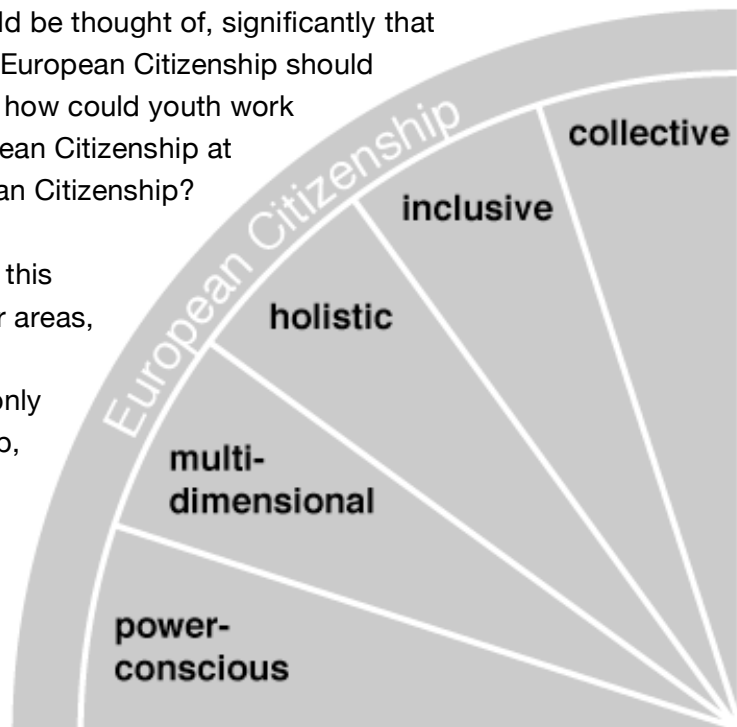 ld be thought of, significantly that
European Citizenship should
how could youth work
ean Citizenship at
an Citizenship?
this
r areas,
only
p,
European Citizenship
collective
inclusive
holistic
multi-
dimensional
power-
conscious